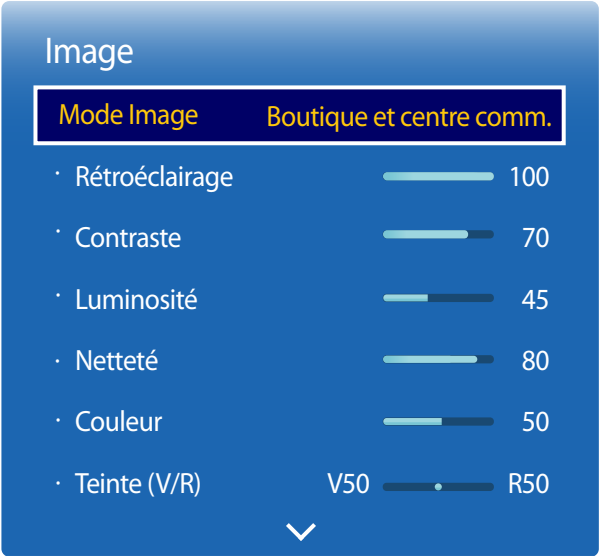 Image
Mode Image Boutique et centre comm.
· Rétroéclairage 100
· Contraste 70
· Luminosité 45
· Netteté 80
· Couleur 50
· Teinte (V/R) V50 R50